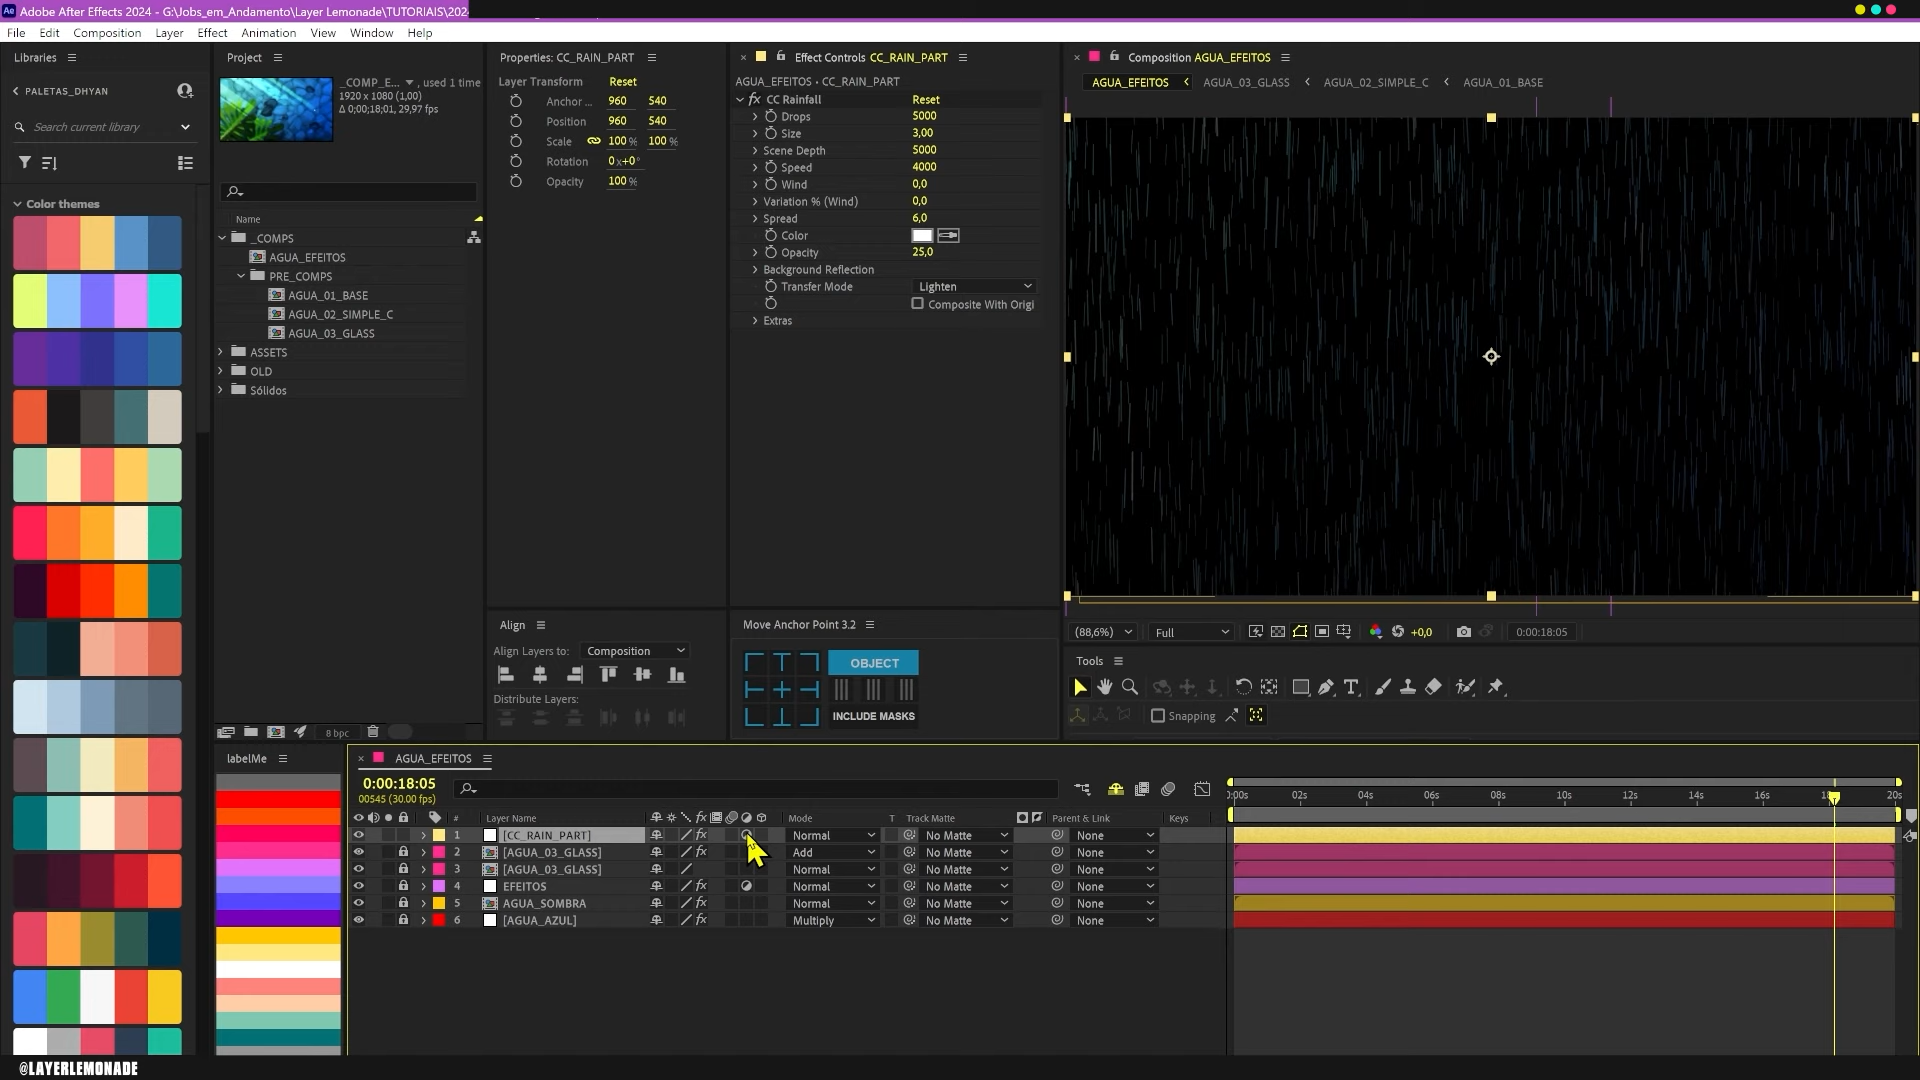 Adobe After Effects 2024 - G:\Jobs_em_Andamento\Layer Lemonade\TUTORIAIS\2024
File Edit Composition Layer Effect Animation View Window Help
Libraries
PALETAS_DHYAN
Search current library
Color themes
Project
_COMP_E... , used 1 time
1920 x 1080 (1,00)
Δ 0;00;18;01, 29,97 fps
Name
_COMPS
AGUA_EFEITOS
PRE_COMPS
AGUA_01_BASE
AGUA_02_SIMPLE_C
AGUA_03_GLASS
ASSETS
OLD
Sólidos
8 bpc
Properties: CC_RAIN_PART
Layer Transform Reset
Anchor ... 960 540
Position 960 540
Scale 100 % 100 %
Rotation 0x+0°
Opacity 100 %
Align
Align Layers to: Composition
Distribute Layers:
Effect Controls CC_RAIN_PART
AGUA_EFEITOS • CC_RAIN_PART
fx CC Rainfall Reset
Drops 5000
Size 3,00
Scene Depth 5000
Speed 4000
Wind 0,0
Variation % (Wind) 0,0
Spread 6,0
Color
Opacity 25,0
Background Reflection
Transfer Mode Lighten
Composite With Origi
Extras
Move Anchor Point 3.2
OBJECT
INCLUDE MASKS
Composition AGUA_EFEITOS
AGUA_EFEITOS AGUA_03_GLASS AGUA_02_SIMPLE_C AGUA_01_BASE
(88,6%) Full +0,0 0:00:18:05
Tools
Snapping
labelMe
AGUA_EFEITOS
0:00:18:05
00545 (30.00 fps)
# Layer Name fx Mode T Track Matte Parent & Link Keys
1 [CC_RAIN_PART] fx Normal No Matte None
2 [AGUA_03_GLASS] fx Add No Matte None
3 [AGUA_03_GLASS] Normal No Matte None
4 EFEITOS fx Normal No Matte None
5 AGUA_SOMBRA fx Normal No Matte None
6 [AGUA_AZUL] fx Multiply No Matte None
):00s 02s 04s 06s 08s 10s 12s 14s 16s 20s
@LAYERLEMONADE